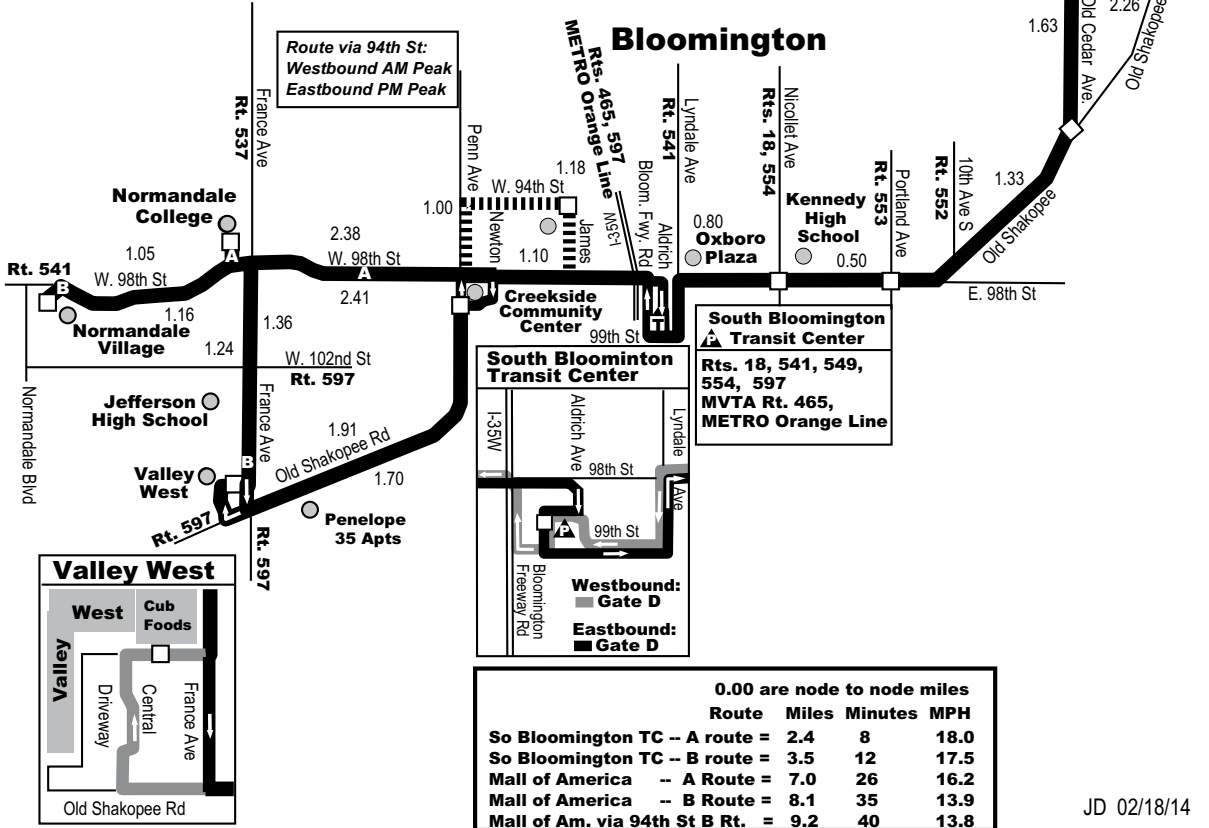 Bloomington
Route via 94th St:
Westbound AM Peak
Eastbound PM Peak
France Ave
Rt. 537
Penn Ave
Rts. 465, 597
METRO Orange Line
Rt. 541
Lyndale Ave
Nicollet Ave
Rts. 18, 554
Rt. 553
Portland Ave
Rt. 552
10th Ave S
1.63
Old Cedar Ave.
2.26
Old Shakopee
1.33
Old Shakopee
Normandale
College
A
1.05
W. 98th St
Rt. 541
B
1.16
Normandale
Village
2.38
W. 98th St
A
2.41
1.00
W. 94th St
1.18
Newton
James
1.10
I-35W
Bloom. Fwy. Rd
Aldrich
T
99th St
0.80
Oxboro
Plaza
Kennedy
High
School
0.50
E. 98th St
Creekside
Community
Center
1.36
1.24
W. 102nd St
Rt. 597
France Ave
Normandale Blvd
Jefferson
High School
Valley
West
B
1.91
Old Shakopee Rd
1.70
Penelope
35 Apts
Rt. 597
Rt. 597
South Bloomington
P Transit Center
Rts. 18, 541, 549,
554, 597
MVTA Rt. 465,
METRO Orange Line
South Bloominton
Transit Center
I-35W
Aldrich Ave
Lyndale
Ave
98th St
99th St
P
Bloomington
Freeway Rd
Westbound:
Gate D
Eastbound:
Gate D
Valley West
West
Valley
Cub
Foods
Driveway
Central
France Ave
Old Shakopee Rd
0.00 are node to node miles
Route Miles Minutes MPH
So Bloomington TC -- A route = 2.4 8 18.0
So Bloomington TC -- B route = 3.5 12 17.5
Mall of America -- A Route = 7.0 26 16.2
Mall of America -- B Route = 8.1 35 13.9
Mall of Am. via 94th St B Rt. = 9.2 40 13.8
JD 02/18/14